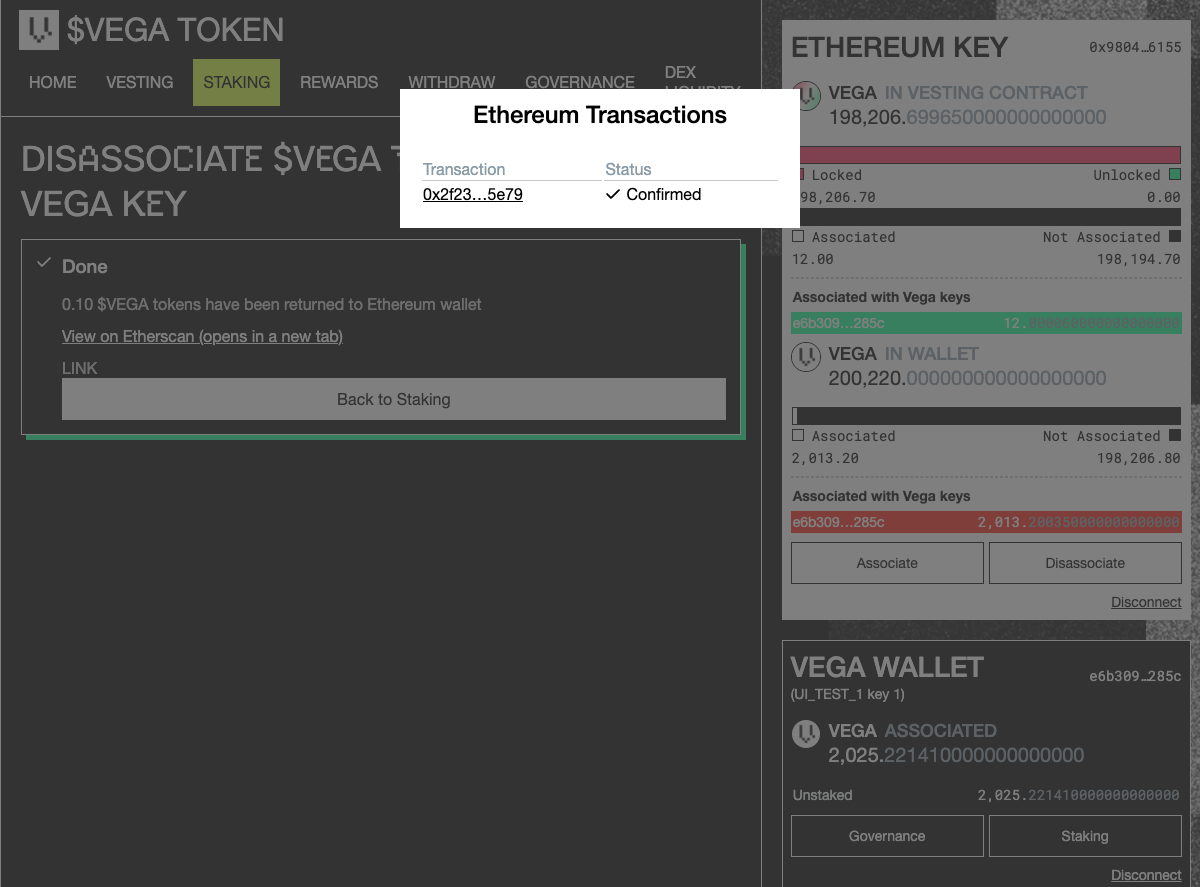 $VEGA TOKEN
HOME
VESTING
STAKING
REWARDS
WITHDRAW
GOVERNANCE
DEX
LIQUIDITY
Ethereum Transactions
Transaction
Status
0x2f23…5e79
Confirmed
DISASSOCIATE $VEGA
VEGA KEY
Done
0.10 $VEGA tokens have been returned to Ethereum wallet
View on Etherscan (opens in a new tab)
LINK
Back to Staking
ETHEREUM KEY
0x9804…6155
VEGA IN VESTING CONTRACT
198,206.699650000000000000
Locked
Unlocked
98,206.70
0.00
Associated
Not Associated
12.00
198,194.70
Associated with Vega keys
e6b309…285c
12.
VEGA IN WALLET
200,220.000000000000000000
Associated
Not Associated
2,013.20
198,206.80
Associated with Vega keys
e6b309…285c
2,013.200350000000000000
Associate
Disassociate
Disconnect
VEGA WALLET
e6b309…285c
(UI_TEST_1 key 1)
VEGA ASSOCIATED
2,025.221410000000000000
Unstaked
2,025.221410000000000000
Governance
Staking
Disconnect